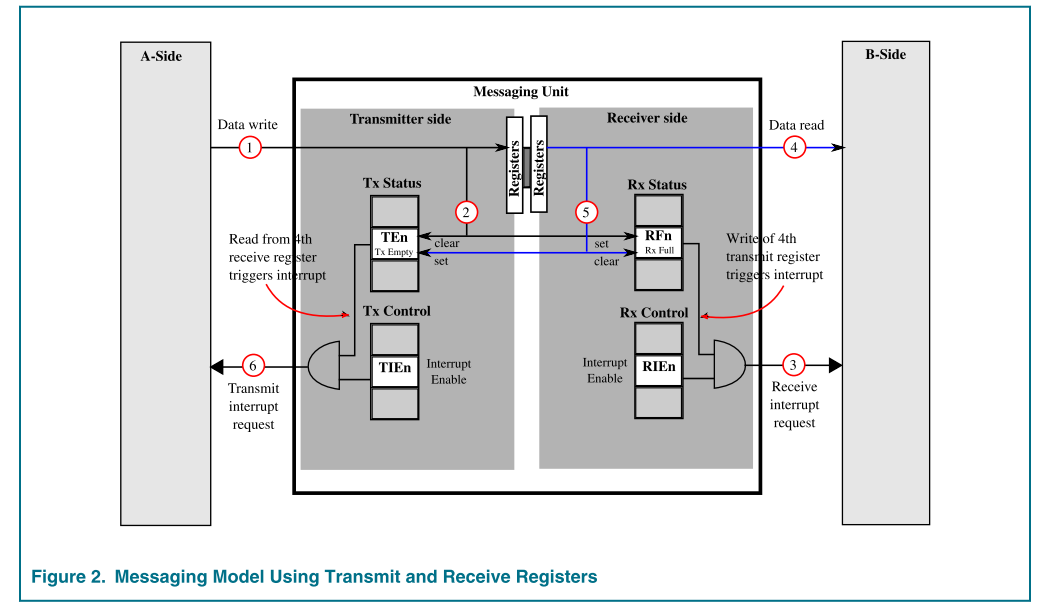 A-Side
B-Side
Messaging Unit
Transmitter side
Receiver side
Data write
1
Registers
Registers
Data read
4
Tx Status
Rx Status
2
5
TEn
Tx Empty
clear
set
set
clear
RFn
Rx Full
Read from 4th
receive register
triggers interrupt
Write of 4th
transmit register
triggers interrupt
Tx Control
Rx Control
TIEn
Interrupt
Enable
Interrupt
Enable
RIEn
6
Transmit
interrupt
request
3
Receive
interrupt
request
Figure 2. Messaging Model Using Transmit and Receive Registers